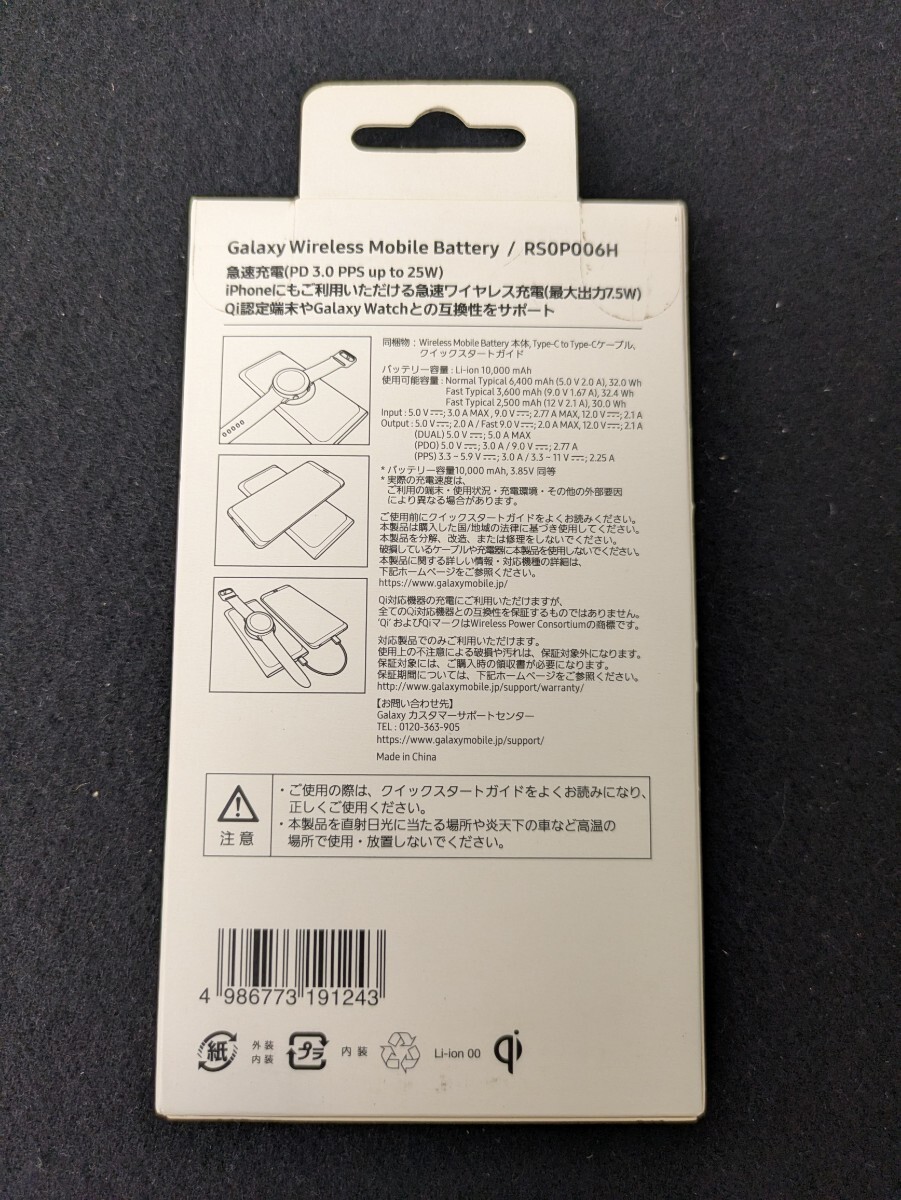 Galaxy Wireless Mobile Battery / RS0P006H
急速充電(PD 3.0 PPS up to 25W)
iPhoneにもご利用いただける急速ワイヤレス充電(最大出力7.5W)
Qi認定端末やGalaxy Watchとの互換性をサポート
同梱物 : Wireless Mobile Battery 本体, Type-C to Type-Cケーブル,
クイックスタートガイド
バッテリー容量 : Li-ion 10,000 mAh
使用可能容量 : Normal Typical 6,400 mAh (5.0 V 2.0 A), 32.0 Wh
Fast Typical 3,600 mAh (9.0 V 1.67 A), 32.4 Wh
Fast Typical 2,500 mAh (12 V 2.1 A), 30.0 Wh
Input : 5.0 V ⎓; 3.0 A MAX , 9.0 V ⎓; 2.77 A MAX, 12.0 V ⎓; 2.1 A
Output : 5.0 V ⎓; 2.0 A / Fast 9.0 V ⎓; 2.0 A MAX, 12.0 V ⎓; 2.1 A
(DUAL) 5.0 V ⎓; 5.0 A MAX
(PDO) 5.0 V ⎓; 3.0 A / 9.0 V ⎓; 2.77 A
(PPS) 3.3 – 5.9 V ⎓; 3.0 A / 3.3 – 11 V ⎓; 2.25 A
* バッテリー容量10,000 mAh, 3.85V 同等
* 実際の充電速度は、
ご利用の端末・使用状況・充電環境・その他の外部要因
により異なる場合があります。
ご使用前にクイックスタートガイドをよくお読みください。
本製品は購入した国/地域の法律に基づき使用してください。
本製品を分解、改造、または修理をしないでください。
破損しているケーブルや充電器に本製品を使用しないでください。
本製品に関する詳しい情報・対応機種の詳細は、
下記ホームページをご参照ください。
https://www.galaxymobile.jp/
Qi対応機器の充電にご利用いただけますが、
全てのQi対応機器との互換性を保証するものではありません。
'Qi' およびQiマークはWireless Power Consortiumの商標です。
対応製品でのみご利用いただけます。
使用上の不注意による破損や汚れは、保証対象外になります。
保証対象には、ご購入時の領収書が必要になります。
保証期間については、下記ホームページをご参照ください。
http://www.galaxymobile.jp/support/warranty/
【お問い合わせ先】
Galaxy カスタマーサポートセンター
TEL : 0120-363-905
https://www.galaxymobile.jp/support/
Made in China
注意
・ご使用の際は、クイックスタートガイドをよくお読みになり、
正しくご使用ください。
・本製品を直射日光に当たる場所や炎天下の車など高温の
場所で使用・放置しないでください。
4 986773 191243
紙 外装 内装 プラ 内装 Li-ion 00 qi